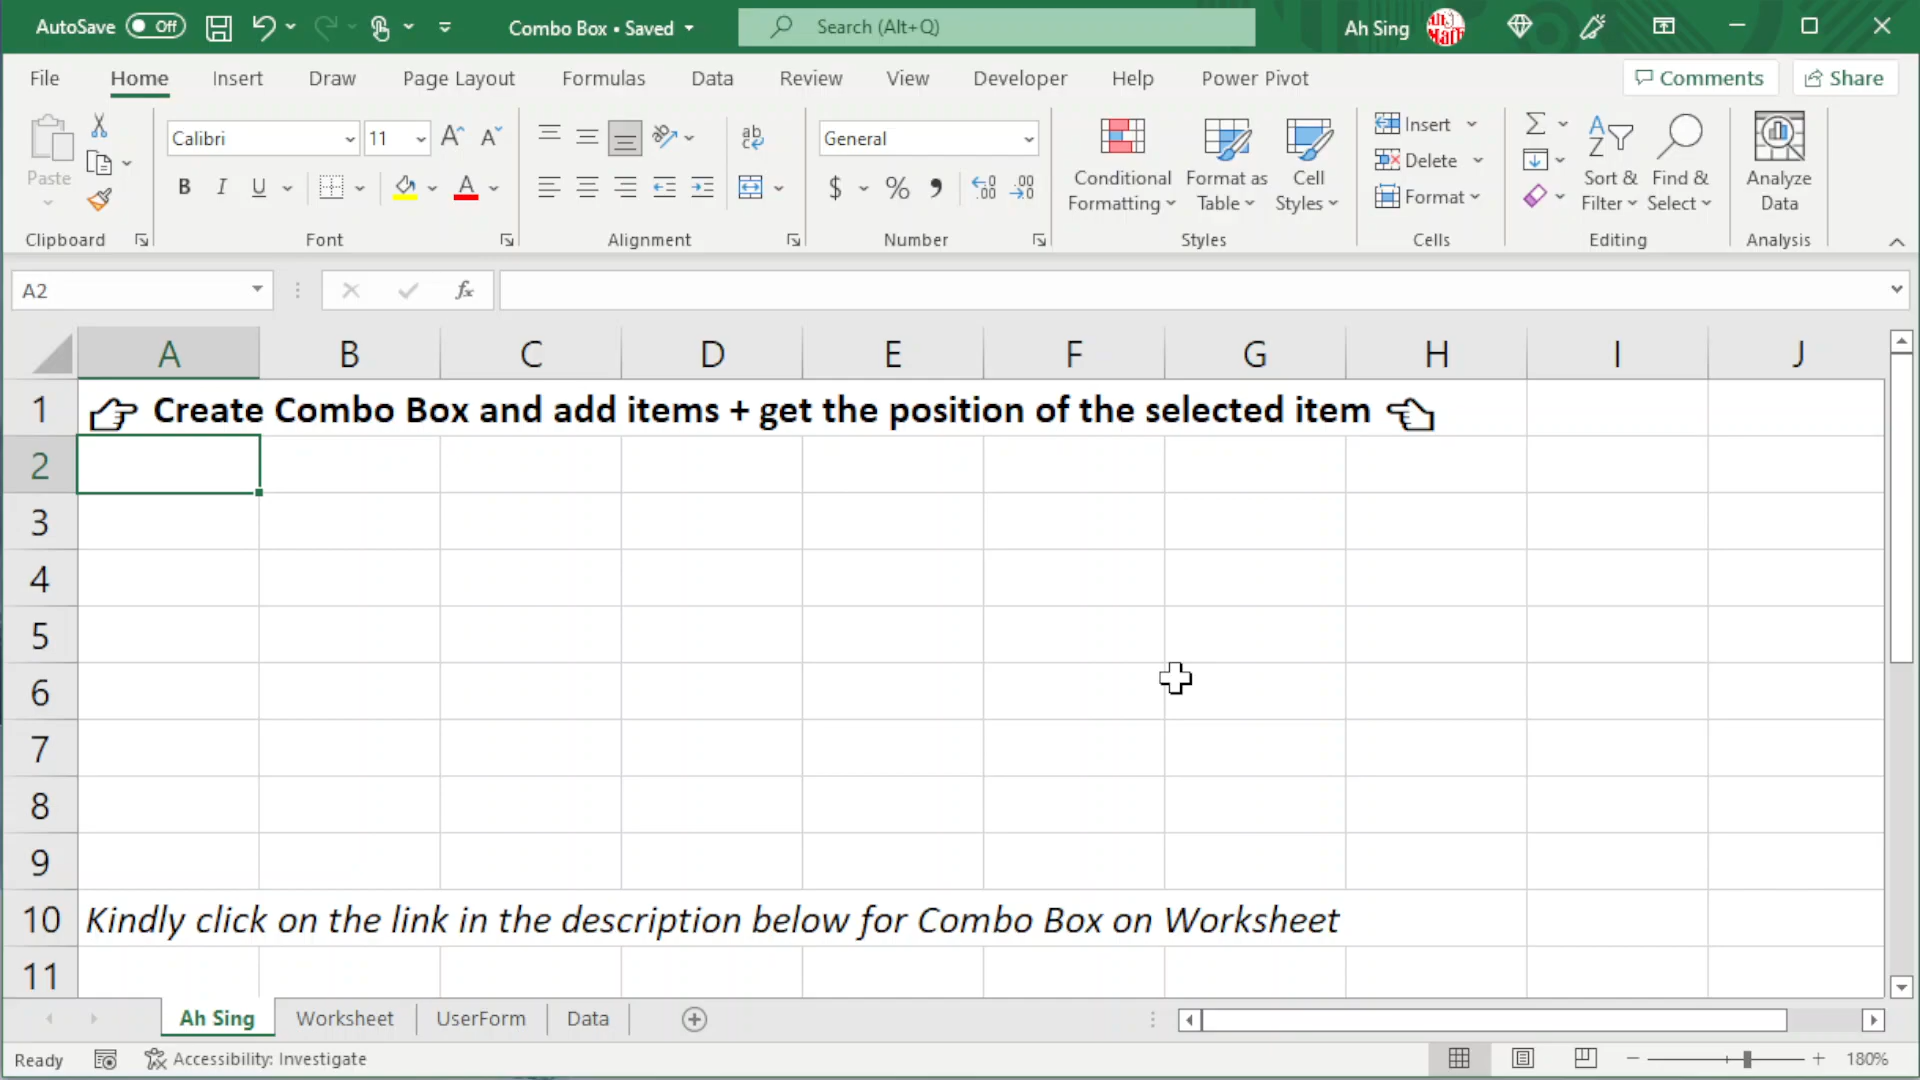 AutoSave Off Combo Box • Saved Search (Alt+Q) Ah Sing
File Home Insert Draw Page Layout Formulas Data Review View Developer Help Power Pivot Comments Share
Paste Calibri 11 General Conditional Formatting Format as Table Cell Styles Insert Delete Format Sort & Filter Find & Select Analyze Data
B I U A $ %
Clipboard Font Alignment Number Styles Cells Editing Analysis
A2 fx
A B C D E F G H I J
1 Create Combo Box and add items + get the position of the selected item
2
3
4
5
6
7
8
9
10 Kindly click on the link in the description below for Combo Box on Worksheet
11
Ah Sing Worksheet UserForm Data
Ready Accessibility: Investigate 180%